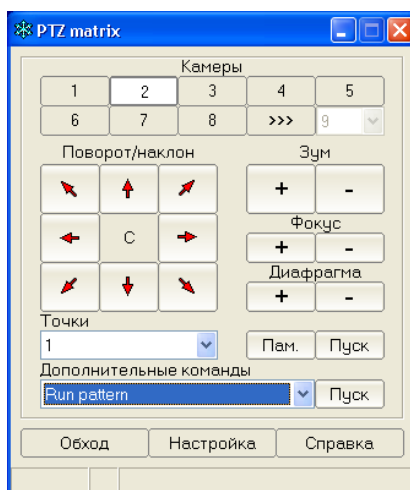 PTZ matrix
Камеры
1 2 3 4 5
6 7 8 >>> 9
Поворот/наклон Зум
+ -
C
Фокус
+ -
Диафрагма
+ -
Точки
1 Пам. Пуск
Дополнительные команды
Run pattern Пуск
Обход Настройка Справка